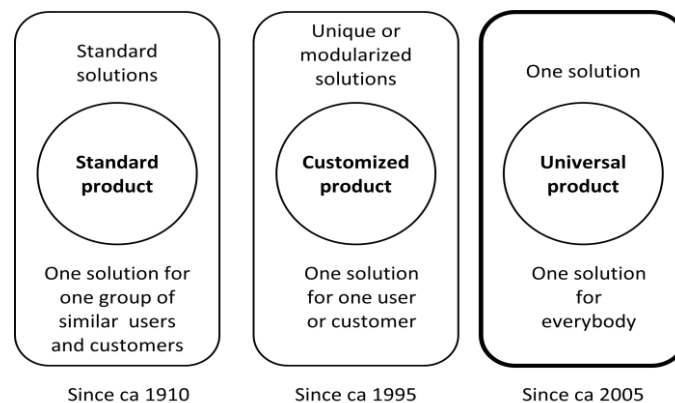 Standard
solutions
Standard
product
One solution for
one group of
similar users
and customers
Since ca 1910
Unique or
modularized
solutions
Customized
product
One solution
for one user
or customer
Since ca 1995
One solution
Universal
product
One solution
for
everybody
Since ca 2005